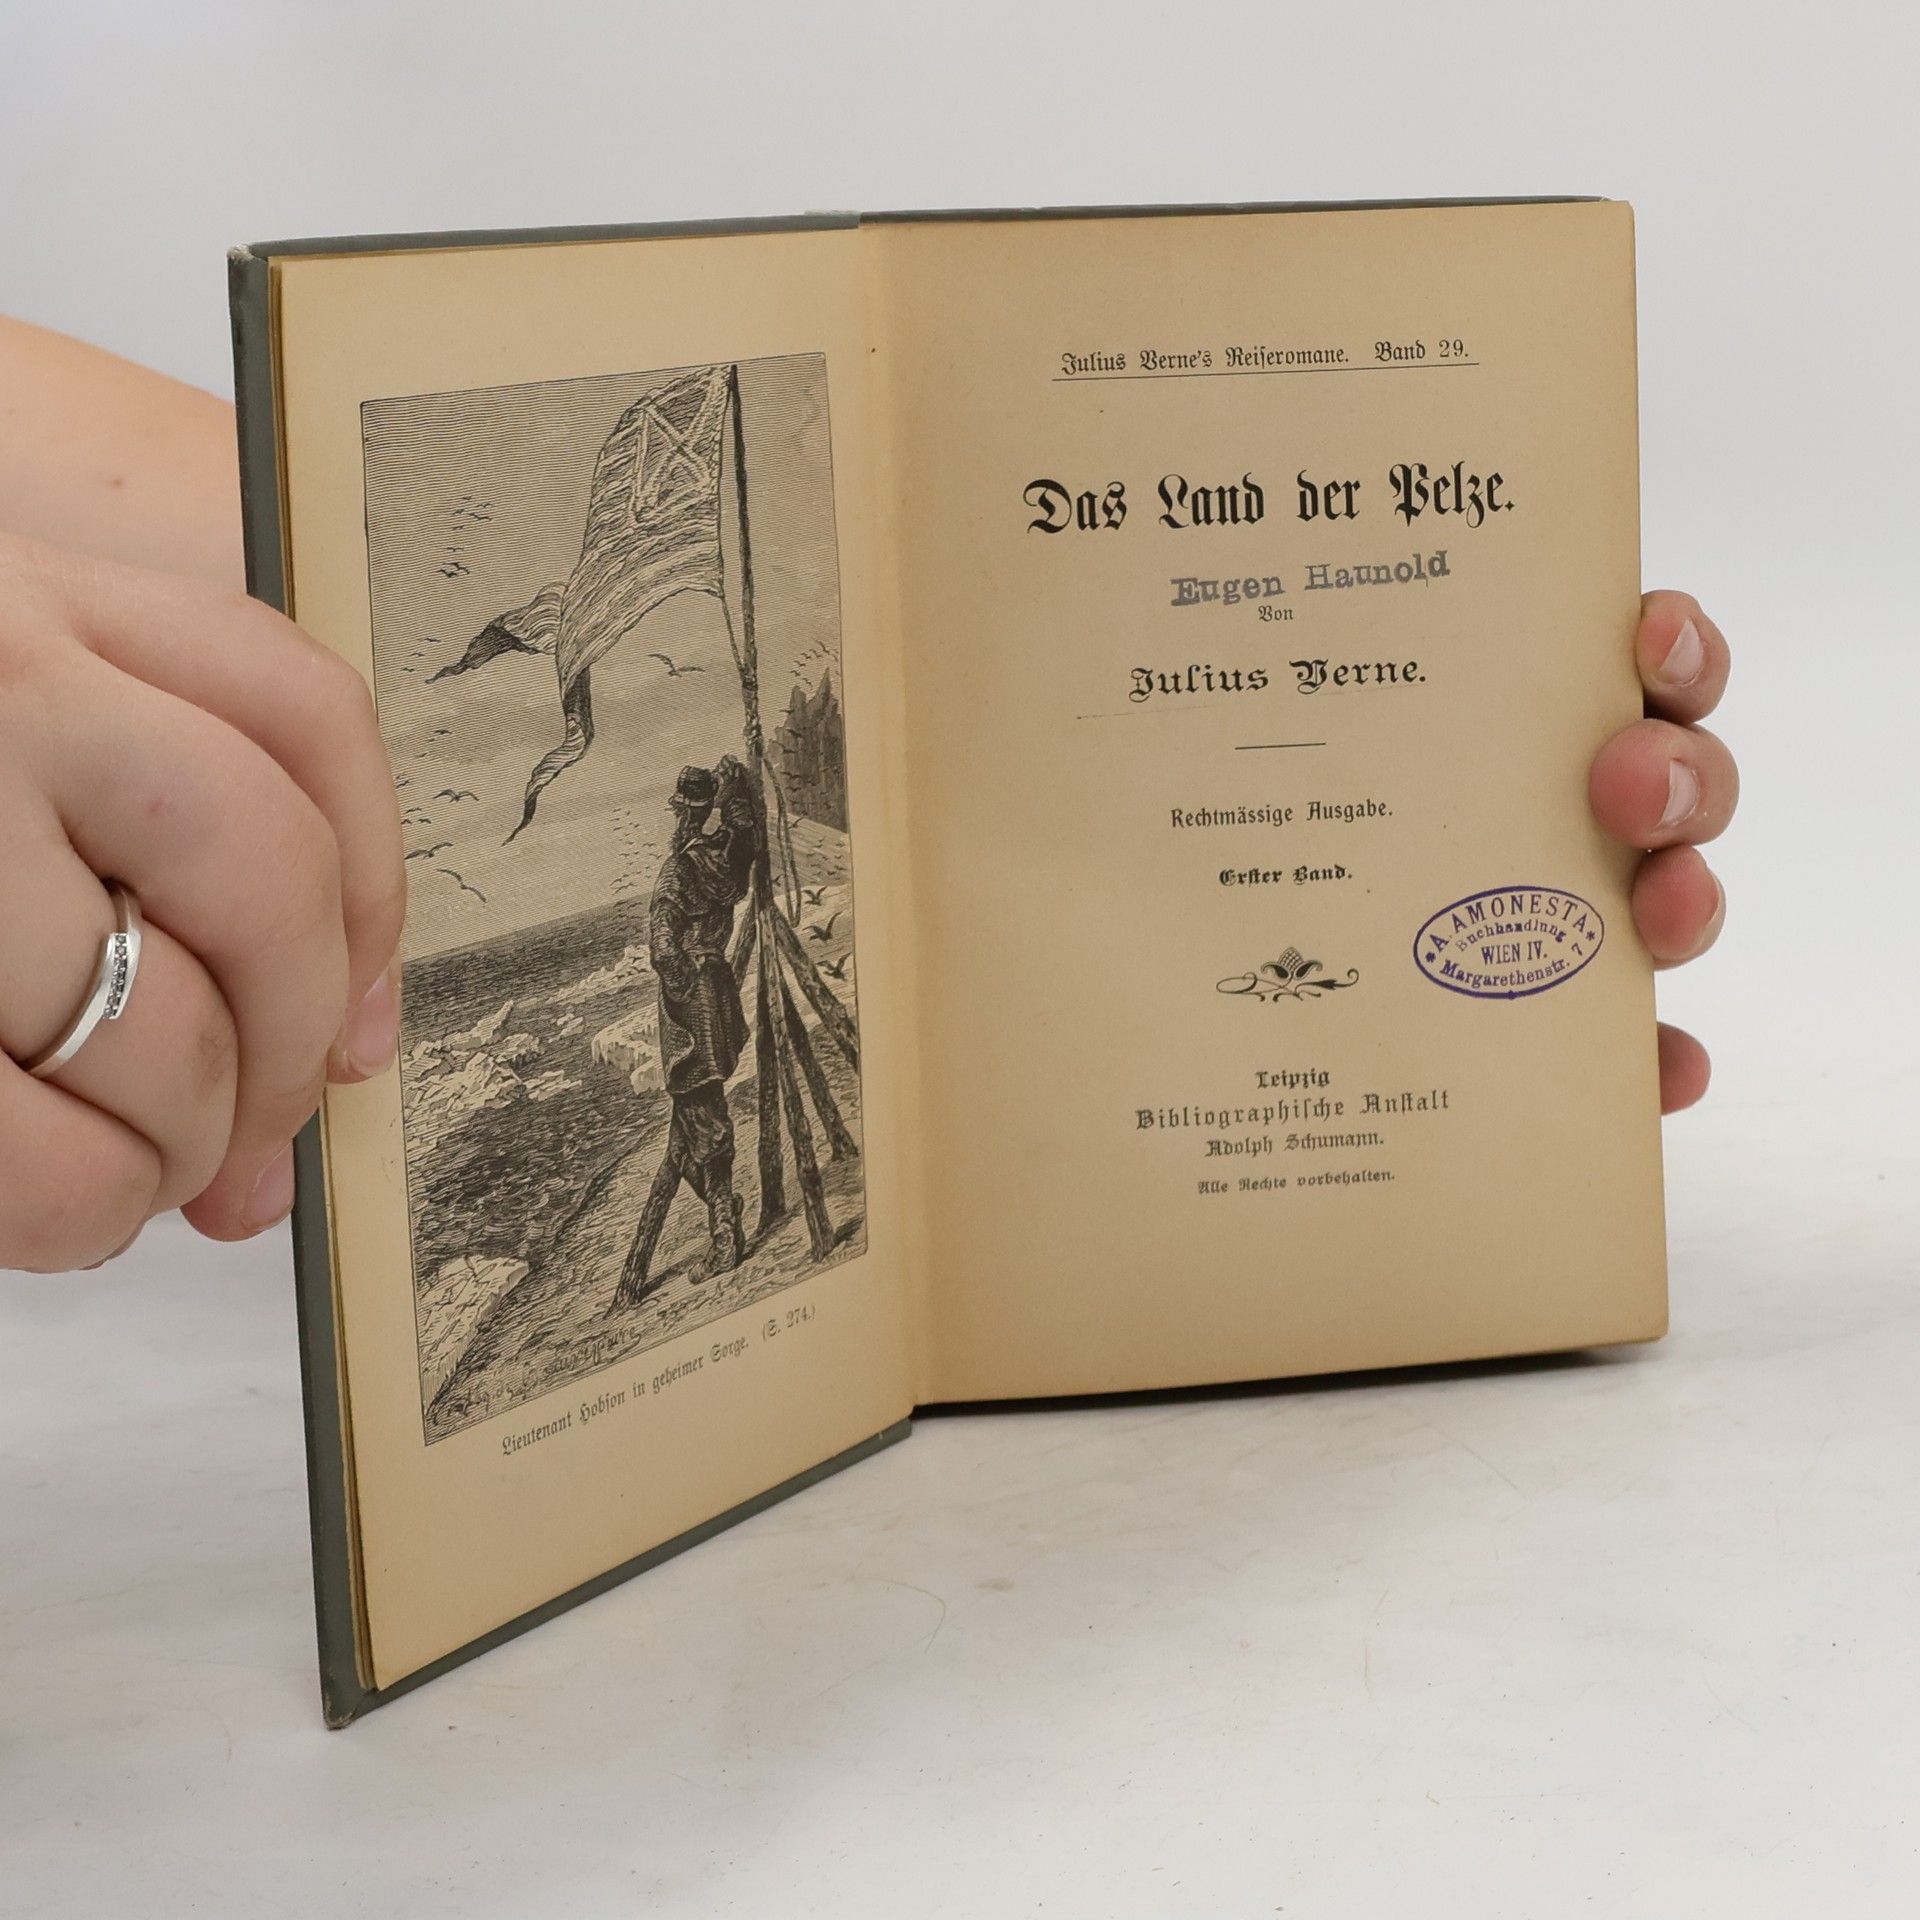 Lieutenant Hobson in geheimer Sorge. (S. 274.)
Julius Verne's Reiseromane. Band 29.
Das Land der Pelze.
Eugen Haunold
Von
Julius Verne.
Rechtmässige Ausgabe.
Erster Band.
* A. AMONESTA *
Buchhandlung
WIEN IV.
Margarethenstr. 7
Leipzig
Bibliographische Anstalt
Adolph Schumann.
Alle Rechte vorbehalten.